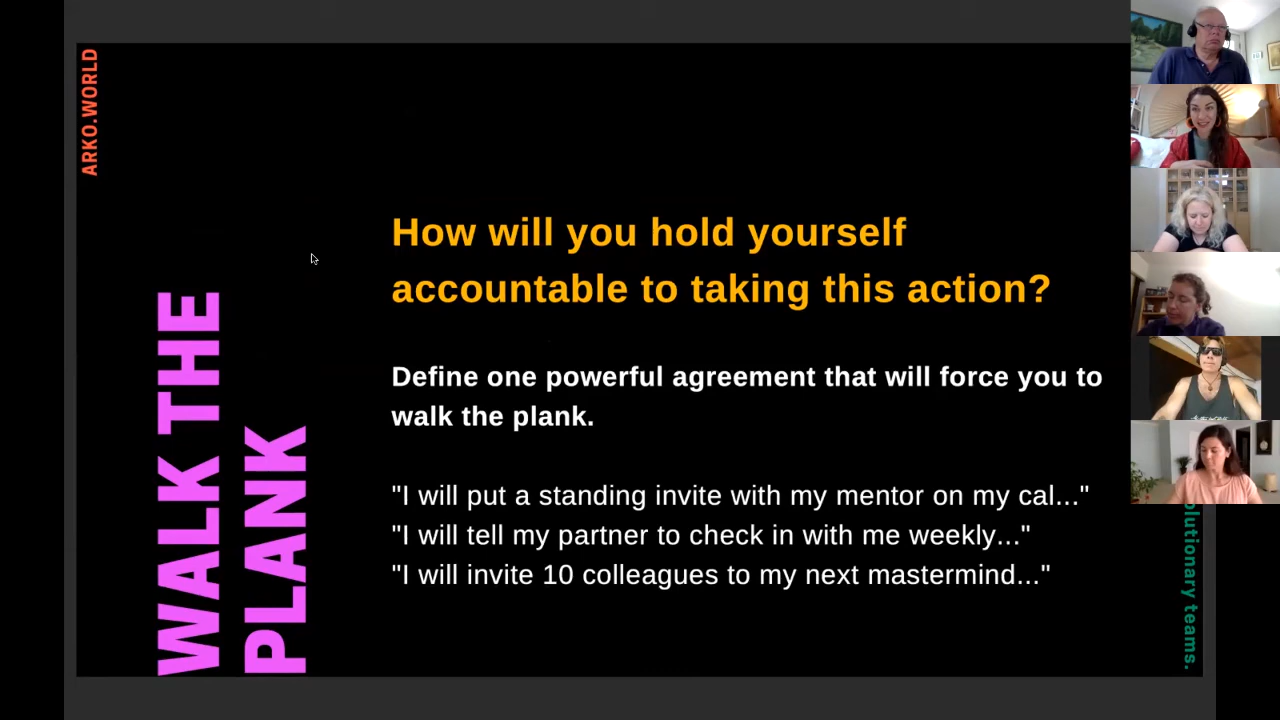 ARKO.WORLD
WALK THE
PLANK
How will you hold yourself
accountable to taking this action?
Define one powerful agreement that will force you to
walk the plank.
"I will put a standing invite with my mentor on my cal..."
"I will tell my partner to check in with me weekly..."
"I will invite 10 colleagues to my next mastermind..."
teams.